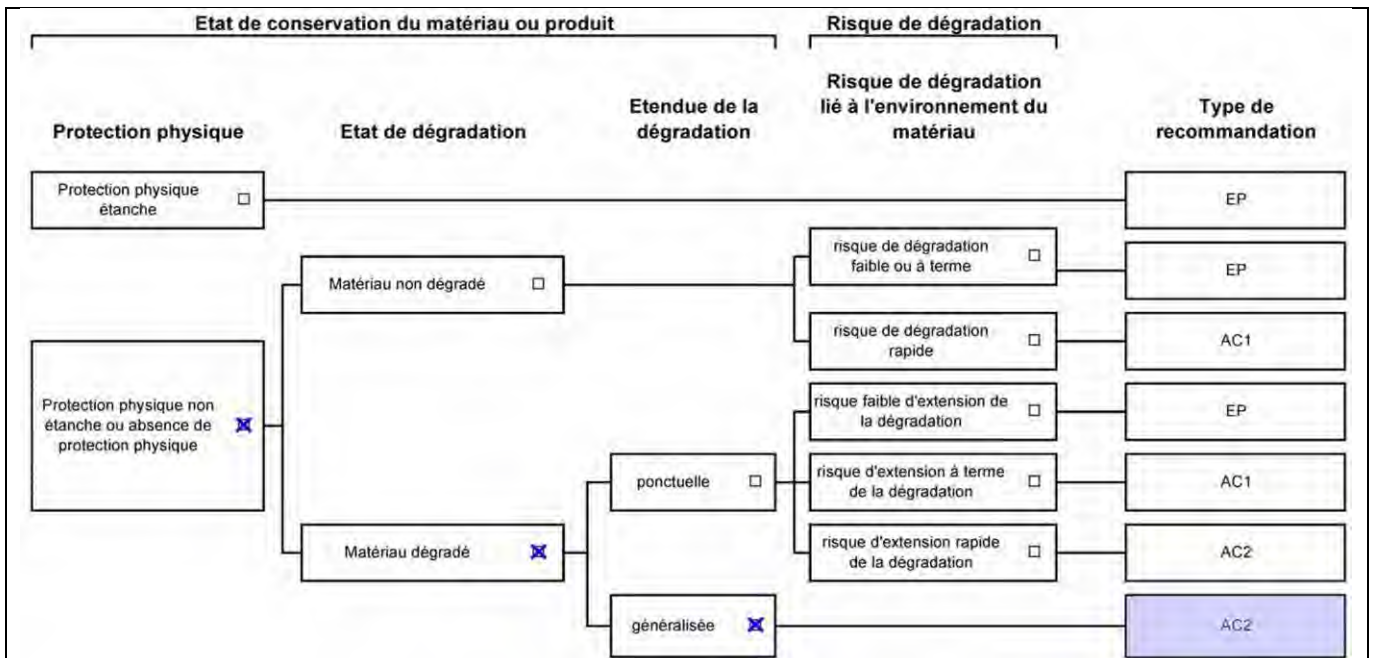 Etat de conservation du matériau ou produit
Risque de dégradation
Protection physique
Etat de dégradation
Etendue de la
dégradation
Risque de dégradation
lié à l'environnement du
matériau
Type de
recommandation
Protection physique
étanche
EP
Matériau non dégradé
risque de dégradation
faible ou à terme
EP
risque de dégradation
rapide
AC1
Protection physique non
étanche ou absence de
protection physique
risque faible d'extension de
la dégradation
EP
ponctuelle
risque d'extension à terme
de la dégradation
AC1
Matériau dégradé
risque d'extension rapide
de la dégradation
AC2
généralisée
AC2